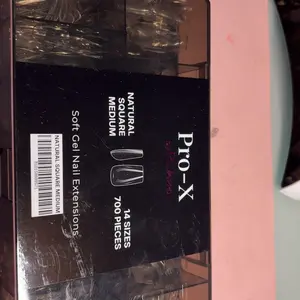 Pro-X
NATURAL
SQUARE
MEDIUM
14 SIZES
700 PIECES
Soft Gel Nail Extensions
NATURAL SQUARE MEDIUM